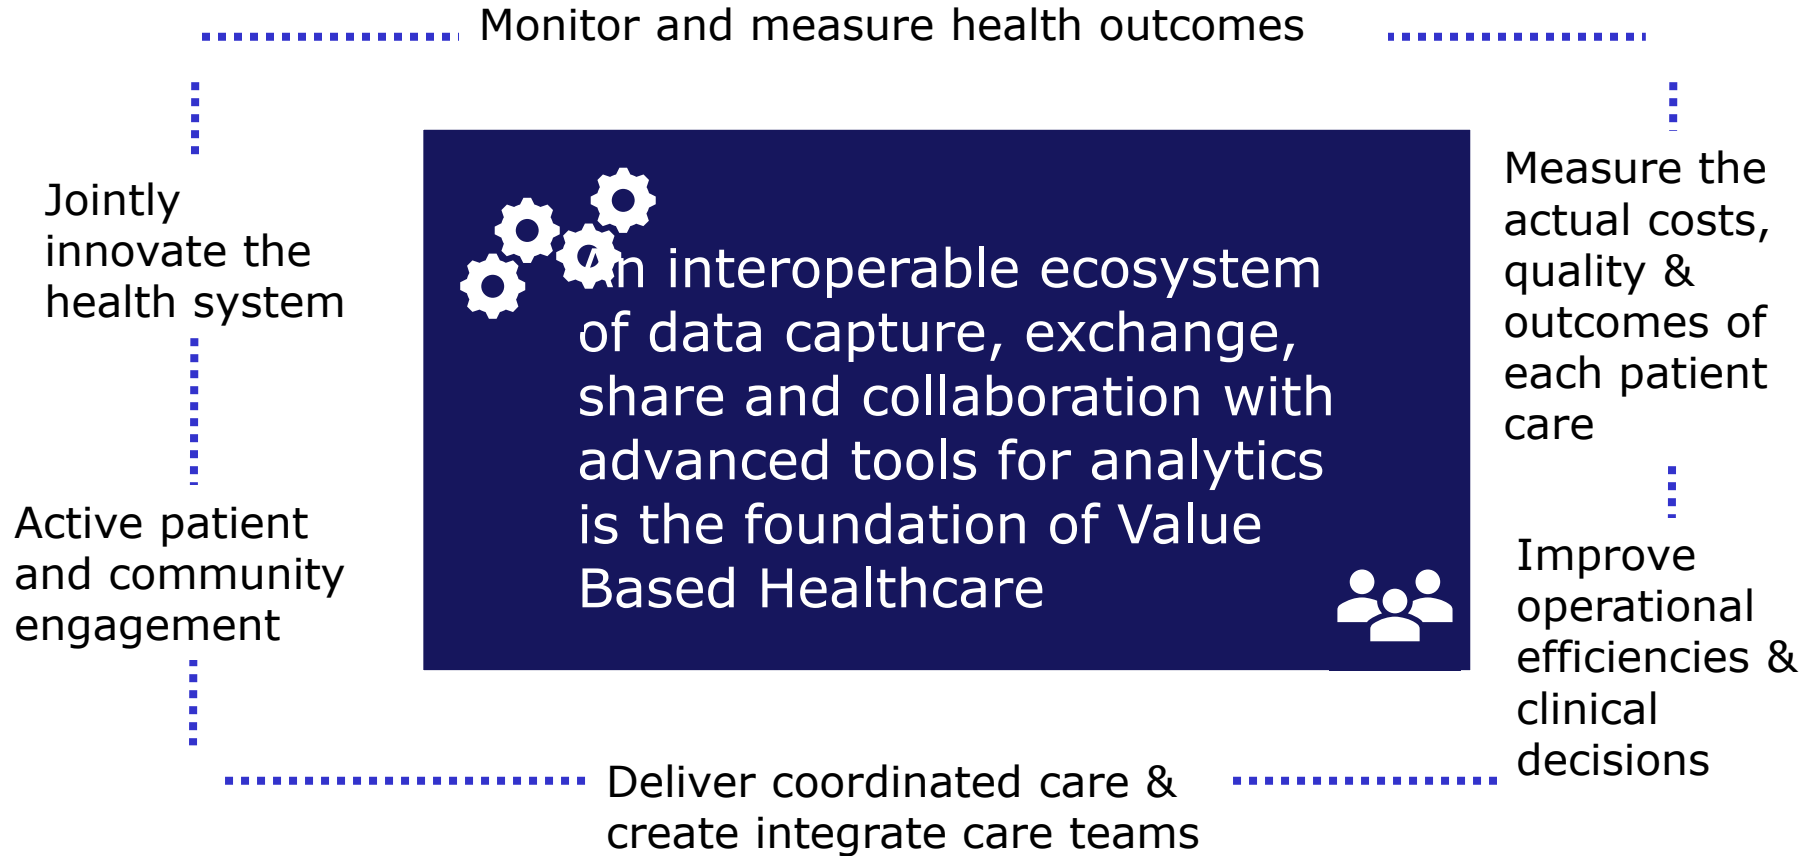 Monitor and measure health outcomes
Measure the
actual costs,
quality &
outcomes of
each patient
care
Improve
operational
efficiencies &
clinical
decisions
Deliver coordinated care &
create integrate care teams
Active patient
and community
engagement
Jointly
innovate the
health system
An interoperable ecosystem
of data capture, exchange,
share and collaboration with
advanced tools for analytics
is the foundation of Value
Based Healthcare